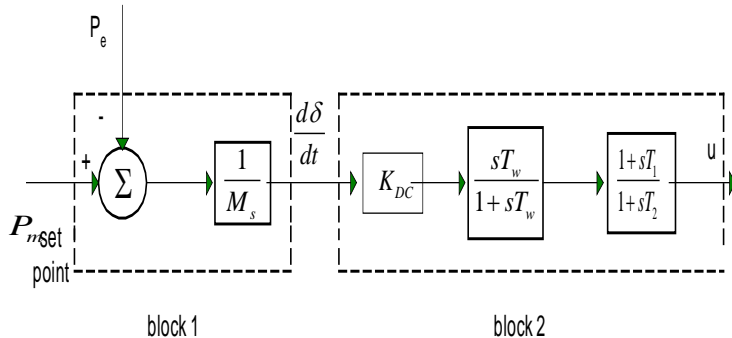 P_e
-
+
Σ
1
M_s
dδ
dt
K_DC
sT_w
1+sT_w
1+sT_1
1+sT_2
u
P_m set
point
block 1
block 2